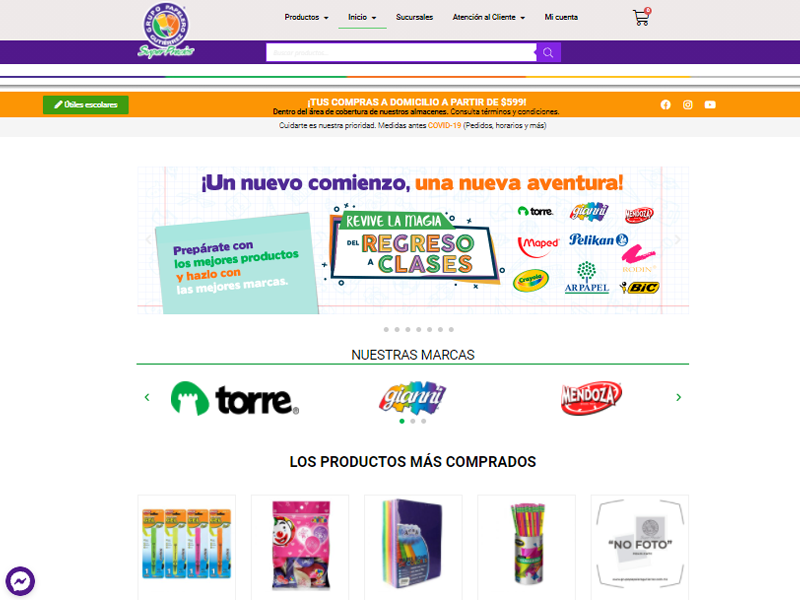 GRUPO PAPELERO
GUTIÉRREZ
Super Precio
Productos
Inicio
Sucursales
Atención al Cliente
Mi cuenta
0
Útiles escolares
¡TUS COMPRAS A DOMICILIO A PARTIR DE $599!
Dentro del área de cobertura de nuestros almacenes. Consulta términos y condiciones.
Cuidarte es nuestra prioridad. Medidas antes COVID-19 (Pedidos, horarios y más)
¡Un nuevo comienzo, una nueva aventura!
Prepárate con
los mejores productos
y hazlo con
las mejores marcas.
REVIVE LA MAGIA
DEL REGRESO
A CLASES
torre.
gianni
MENDOZA
Maped
Pelikan
Crayola
ARPAPEL
RODIN
BIC
NUESTRAS MARCAS
torre®
gianni
MENDOZA
LOS PRODUCTOS MÁS COMPRADOS
"NO FOTO"